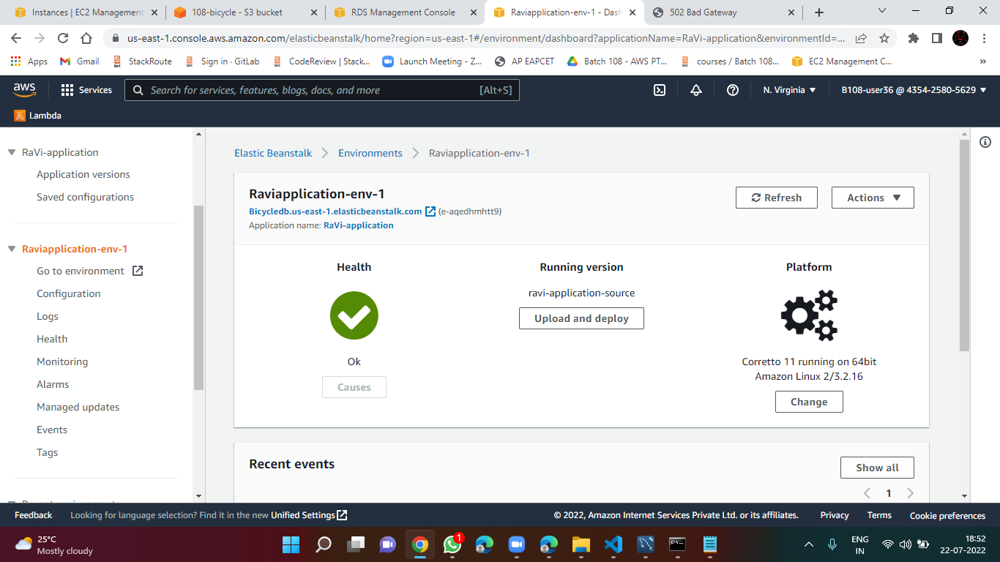 Instances | EC2 Management
108-bicycle - S3 bucket
RDS Management Console
Raviapplication-env-1 - Dash
502 Bad Gateway
us-east-1.console.aws.amazon.com/elasticbeanstalk/home?region=us-east-1#/environment/dashboard?applicationName=RaVi-application&environmentId=...
Apps
Gmail
StackRoute
Sign in · GitLab
CodeReview | Stack...
Launch Meeting - Z...
AP EAPCET
Batch 108 - AWS PT...
courses / Batch 108...
EC2 Management C...
»
aws
Services
Search for services, features, blogs, docs, and more
[Alt+S]
N. Virginia
B108-user36 @ 4354-2580-5629
Lambda
RaVi-application
Application versions
Saved configurations
Raviapplication-env-1
Go to environment
Configuration
Logs
Health
Monitoring
Alarms
Managed updates
Events
Tags
Elastic Beanstalk
Environments
Raviapplication-env-1
Raviapplication-env-1
Bicycledb.us-east-1.elasticbeanstalk.com (e-aqedhmhtt9)
Application name: RaVi-application
Refresh
Actions
Health
Ok
Causes
Running version
ravi-application-source
Upload and deploy
Platform
Corretto 11 running on 64bit
Amazon Linux 2/3.2.16
Change
Recent events
Show all
1
Feedback
Looking for language selection? Find it in the new Unified Settings
© 2022, Amazon Internet Services Private Ltd. or its affiliates.
Privacy
Terms
Cookie preferences
25°C
Mostly cloudy
1
ENG
IN
18:52
22-07-2022